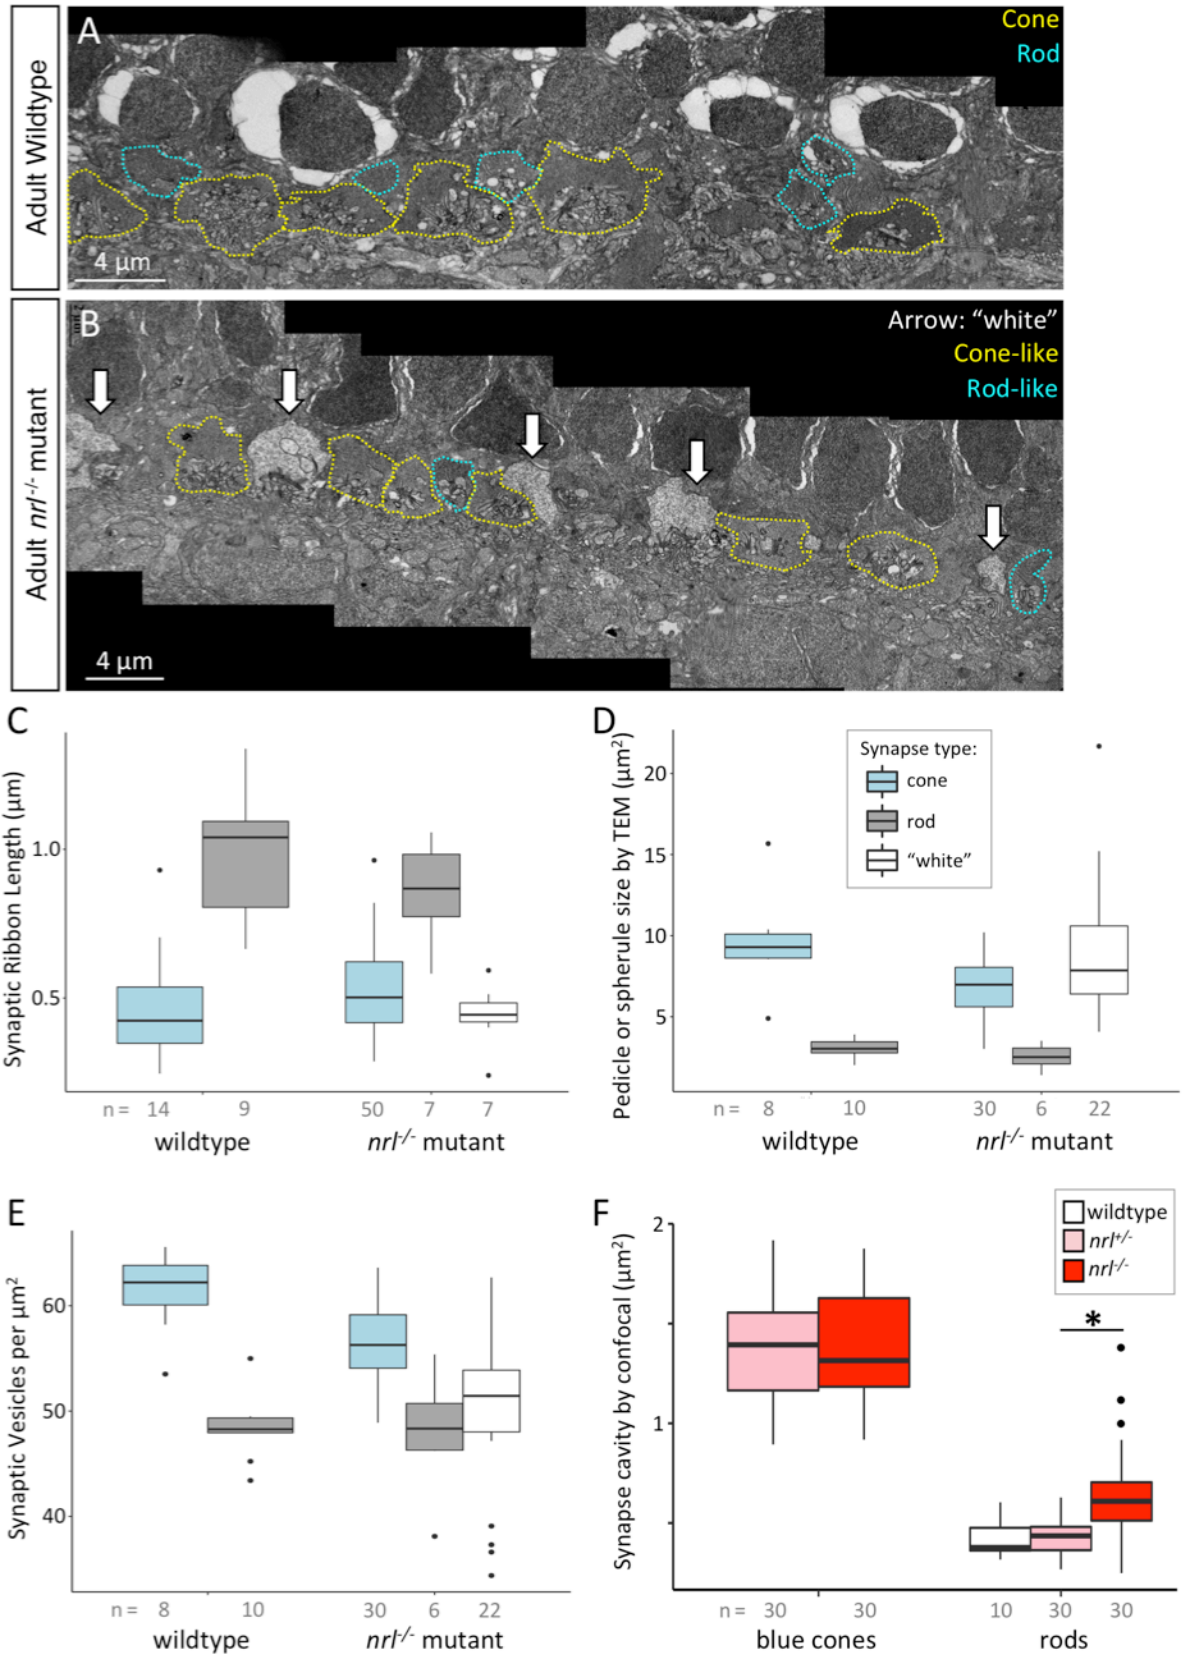 Adult Wildtype
A
Cone
Rod
4 μm
Adult nrl-/- mutant
B
Arrow: “white”
Cone-like
Rod-like
4 μm
C
Synaptic Ribbon Length (μm)
1.0
0.5
n = 14 9 50 7 7
wildtype nrl-/- mutant
D
Pedicle or spherule size by TEM (μm²)
20
15
10
5
Synapse type:
cone
rod
“white”
n = 8 10 30 6 22
wildtype nrl-/- mutant
E
Synaptic Vesicles per μm²
60
50
40
n = 8 10 30 6 22
wildtype nrl-/- mutant
F
Synapse cavity by confocal (μm²)
2
1
wildtype
nrl+/-
nrl-/-
*
n = 30 30 10 30 30
blue cones rods